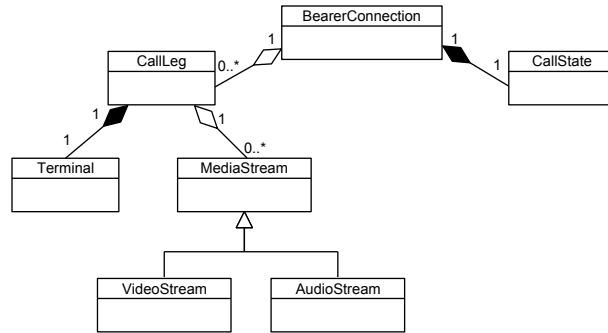 BearerConnection
1
1
CallLeg
0..*
1
CallState
1
1
1
0..*
Terminal
MediaStream
VideoStream
AudioStream